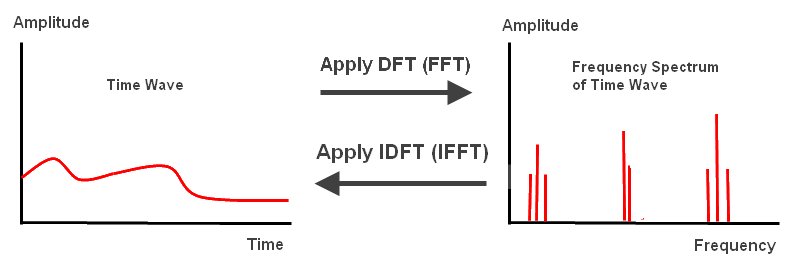 Amplitude
Time Wave
Time
Apply DFT (FFT)
Apply IDFT (IFFT)
Amplitude
Frequency Spectrum
of Time Wave
Frequency